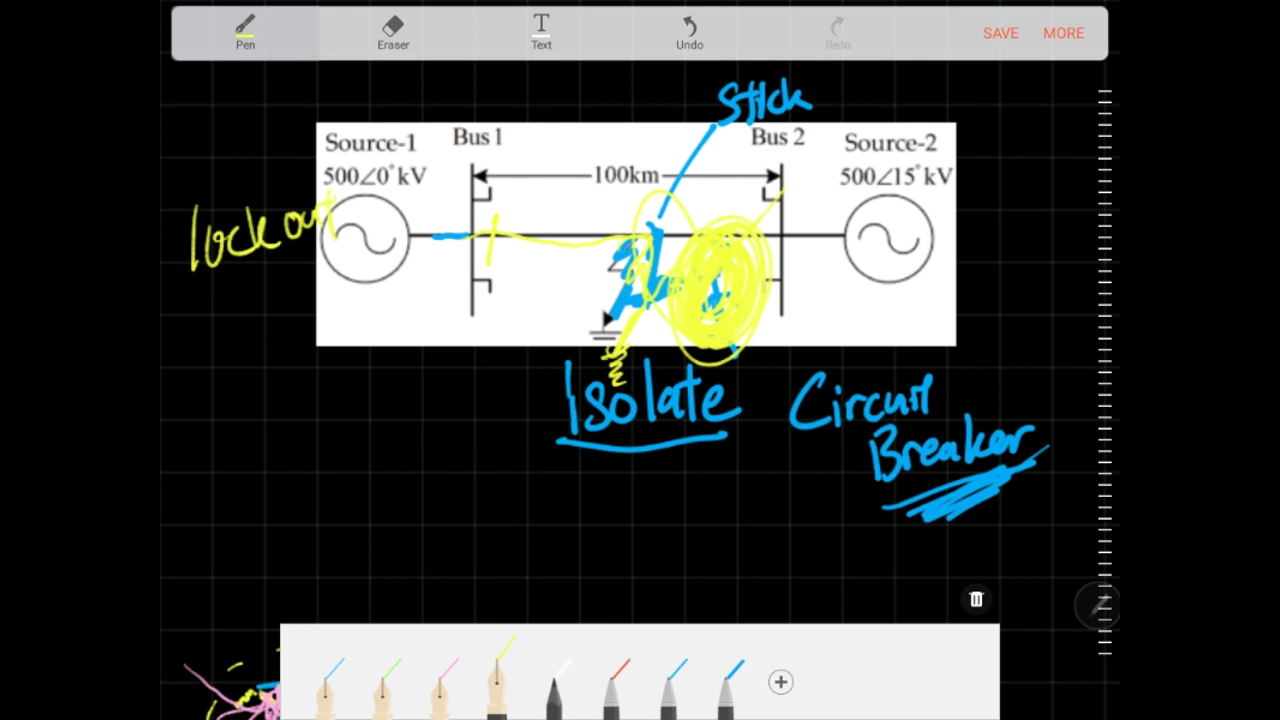 Pen Eraser Text Undo Redo SAVE MORE
T
Stick
Source-1 Bus 1 Bus 2 Source-2
500∠0° kV 100km 500∠15° kV
lock out
Isolate Circuit
Breaker